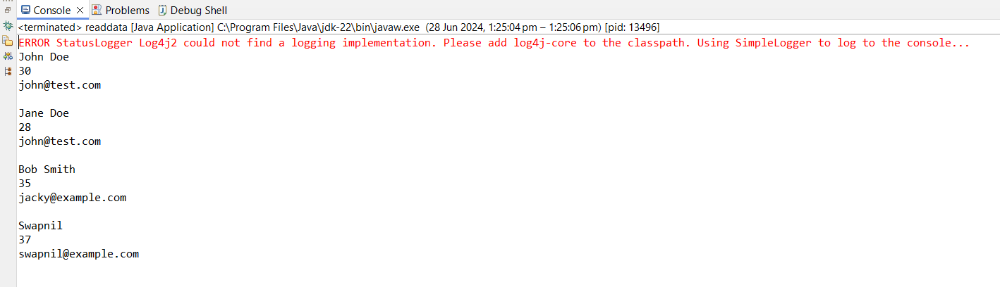 Console Problems Debug Shell
<terminated> readdata [Java Application] C:\Program Files\Java\jdk-22\bin\javaw.exe (28 Jun 2024, 1:25:04 pm – 1:25:06 pm) [pid: 13496]
ERROR StatusLogger Log4j2 could not find a logging implementation. Please add log4j-core to the classpath. Using SimpleLogger to log to the console...
John Doe
30
john@test.com
Jane Doe
28
john@test.com
Bob Smith
35
jacky@example.com
Swapnil
37
swapnil@example.com